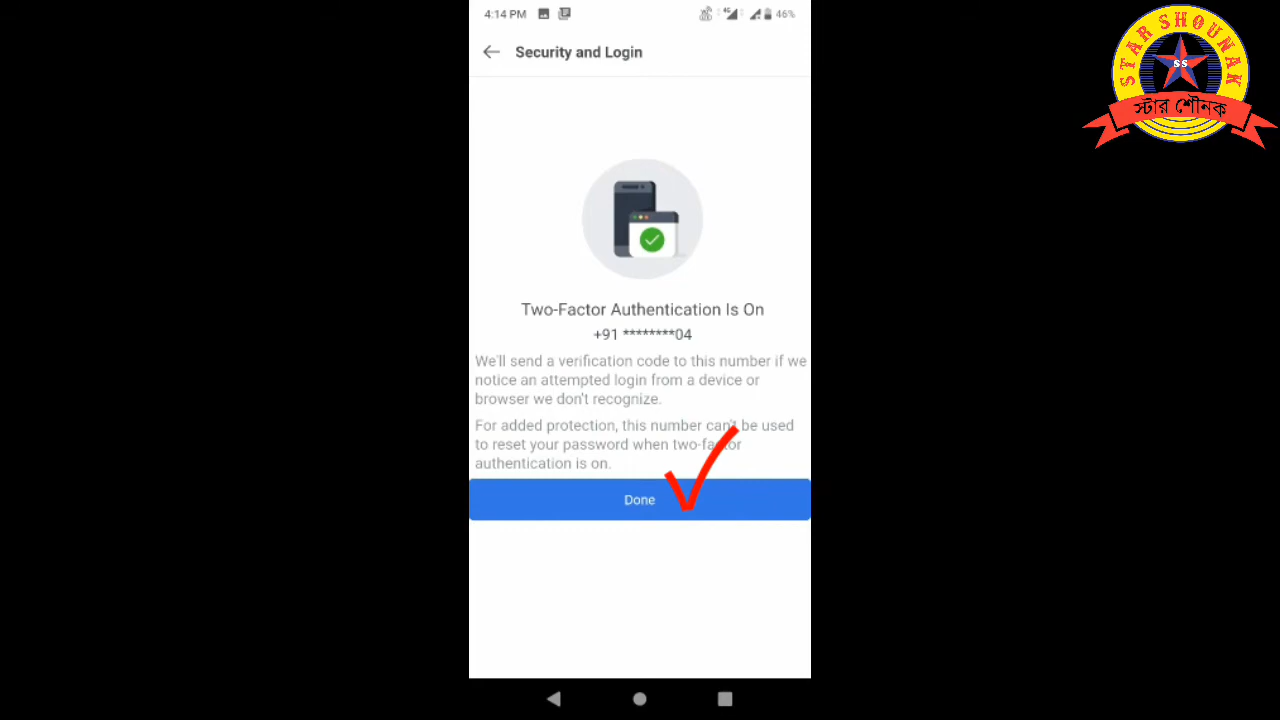 4:14 PM
4G
46%
Security and Login
STAR SHOUNAK
SS
স্টার শৌনক
Two-Factor Authentication Is On
+91 ********04
We'll send a verification code to this number if we
notice an attempted login from a device or
browser we don't recognize.
For added protection, this number can't be used
to reset your password when two-factor
authentication is on.
Done